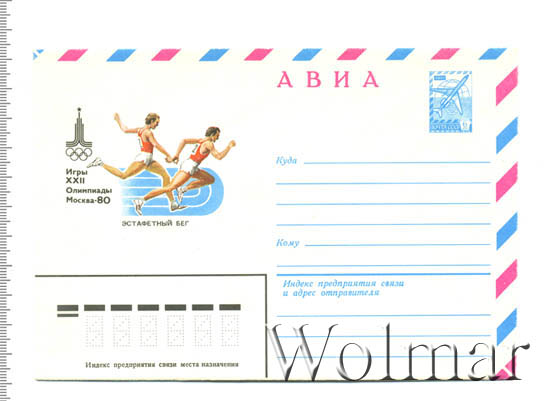 АВИА
Игры
XXII
Олимпиады
Москва-80
ЭСТАФЕТНЫЙ БЕГ
Куда
Кому
Индекс предприятия связи
и адрес отправителя
Индекс предприятия связи места назначения
Wolmar